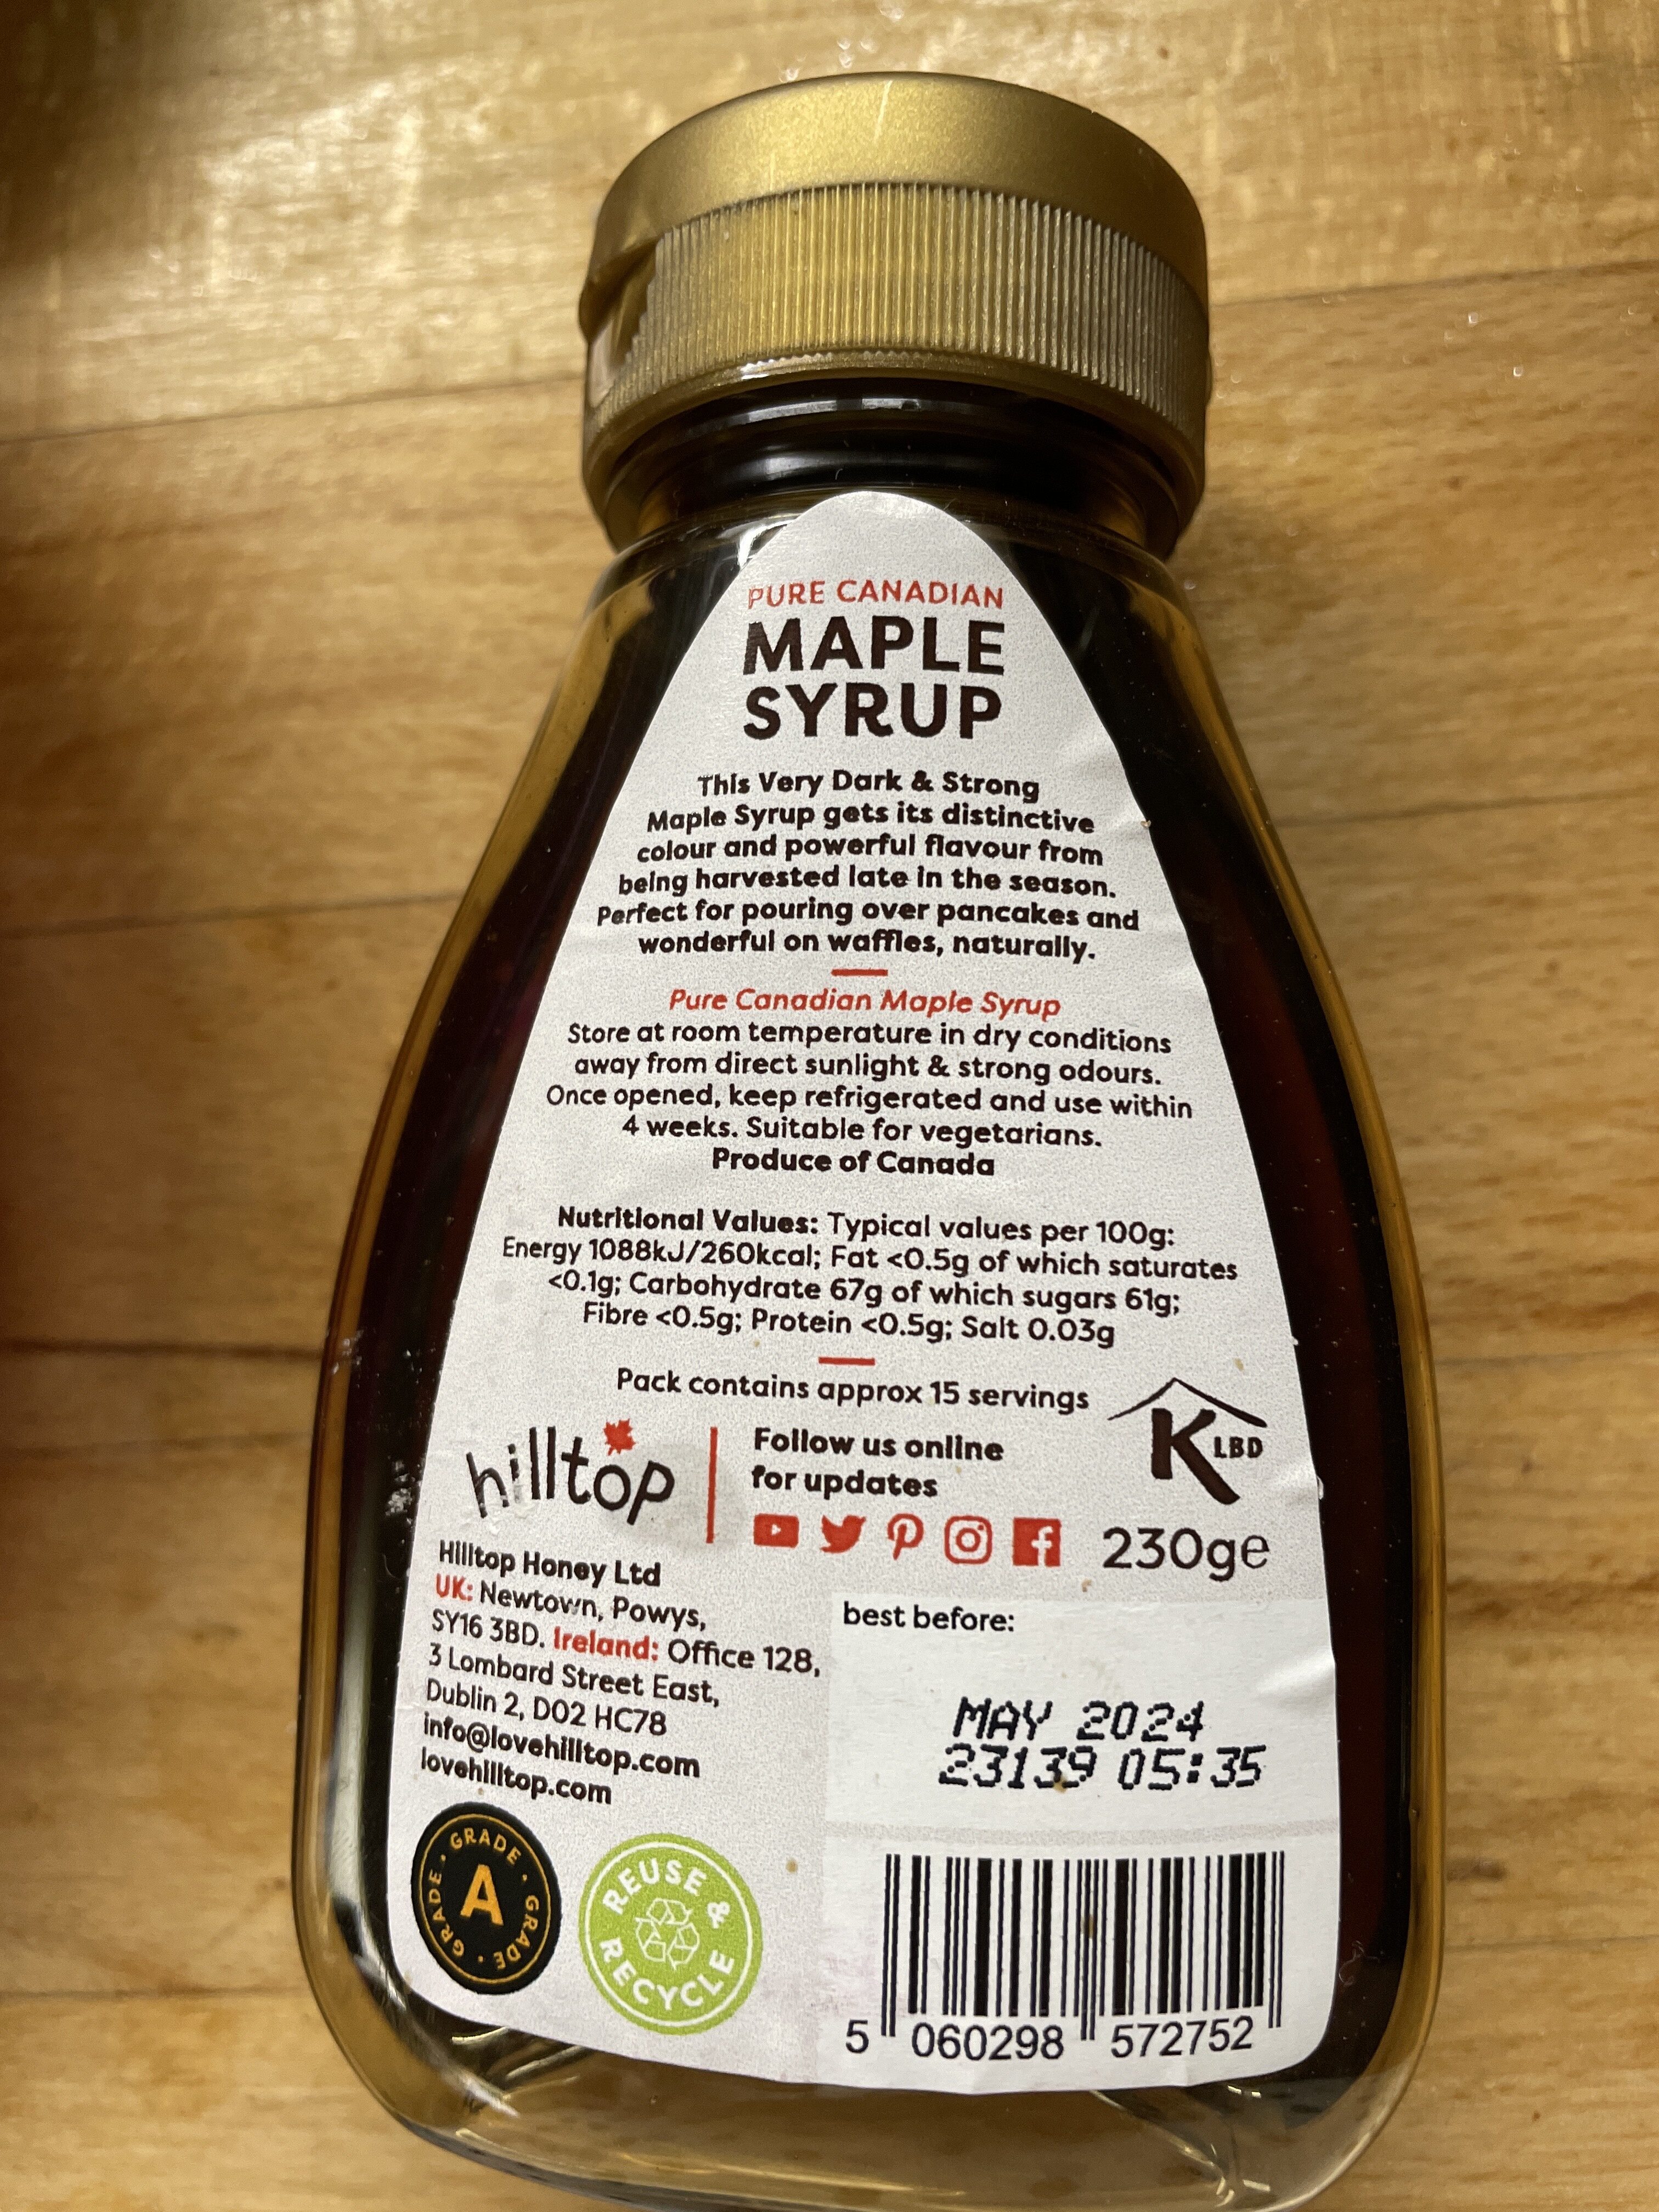 PURE CANADIAN
MAPLE
SYRUP
This Very Dark & Strong
Maple Syrup gets its distinctive
colour and powerful flavour from
being harvested late in the season.
Perfect for pouring over pancakes and
wonderful on waffles, naturally.
Pure Canadian Maple Syrup
Store at room temperature in dry conditions
away from direct sunlight & strong odours.
Once opened, keep refrigerated and use within
4 weeks. Suitable for vegetarians.
Produce of Canada
Nutritional Values: Typical values per 100g:
Energy 1088kJ/260kcal; Fat <0.5g of which saturates
<0.1g; Carbohydrate 67g of which sugars 61g;
Fibre <0.5g; Protein <0.5g; Salt 0.03g
Pack contains approx 15 servings
K LBD
hilltop
Follow us online
for updates
230g℮
Hilltop Honey Ltd
UK: Newtown, Powys,
SY16 3BD. Ireland: Office 128,
3 Lombard Street East,
Dublin 2, D02 HC78
info@lovehilltop.com
lovehilltop.com
best before:
MAY 2024
23139 05:35
GRADE · GRADE · GRADE ·
A
REUSE &
RECYCLE
5 060298 572752